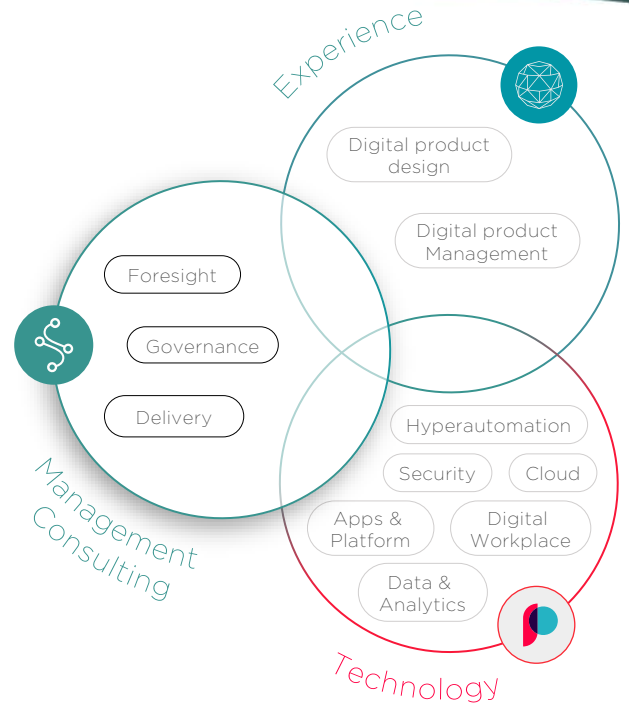 Experience
Digital product
design
Digital product
Management
Foresight
Governance
Delivery
Management
Consulting
Hyperautomation
Security
Cloud
Apps &
Platform
Digital
Workplace
Data &
Analytics
Technology